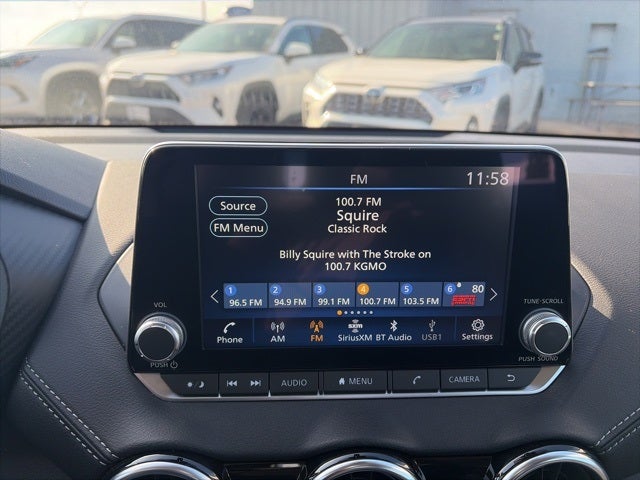 FM 11:58
Source
FM Menu
100.7 FM
Squire
Classic Rock
Billy Squire with The Stroke on
100.7 KGMO
1 2 3 4 5 6 80
96.5 FM 94.9 FM 99.1 FM 100.7 FM 103.5 FM
Phone AM FM SiriusXM BT Audio USB1 Settings
sxm
VOL
PUSH
TUNE·SCROLL
PUSH SOUND
AUDIO MENU CAMERA